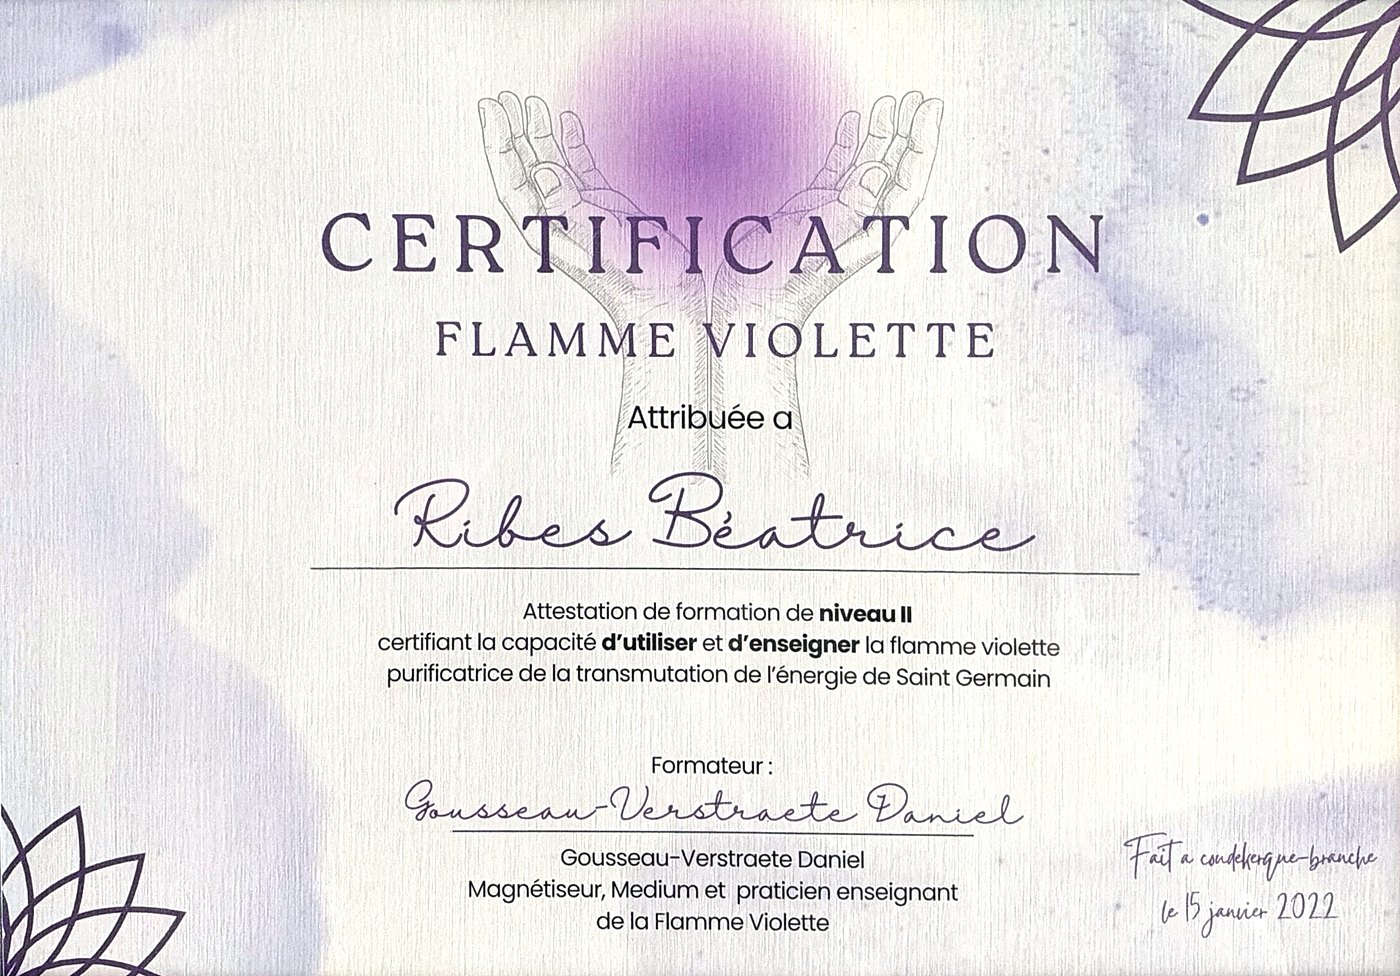 CERTIFICATION
FLAMME VIOLETTE
Attribuée a
Ribes Béatrice
Attestation de formation de niveau II
certifiant la capacité d'utiliser et d'enseigner la flamme violette
purificatrice de la transmutation de l'énergie de Saint Germain
Formateur :
Gousseau-Verstraete Daniel
Gousseau-Verstraete Daniel
Magnétiseur, Medium et praticien enseignant
de la Flamme Violette
Fait a coudekerque-branche
le 15 janvier 2022